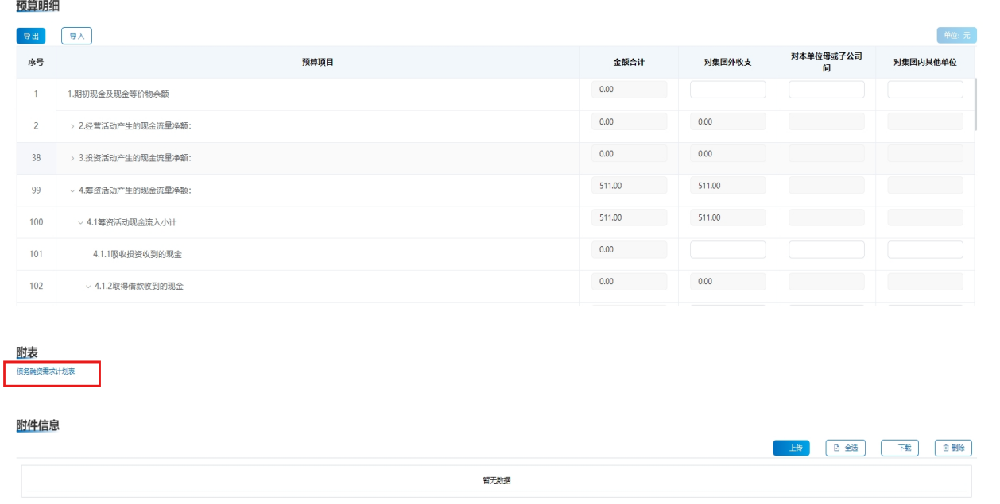 预算明细
导出 导入 单位: 元
序号 预算项目 金额合计 对集团外收支 对本单位母或子公司间 对集团内其他单位
1 1.期初现金及现金等价物余额 0.00
2 2.经营活动产生的现金流量净额: 0.00 0.00
38 3.投资活动产生的现金流量净额: 0.00 0.00
99 4.筹资活动产生的现金流量净额: 511.00 511.00
100 4.1筹资活动现金流入小计 511.00 511.00
101 4.1.1吸收投资收到的现金 0.00
102 4.1.2取得借款收到的现金 0.00 0.00
附表
债务融资需求计划表
附件信息
上传 全选 下载 删除
暂无数据